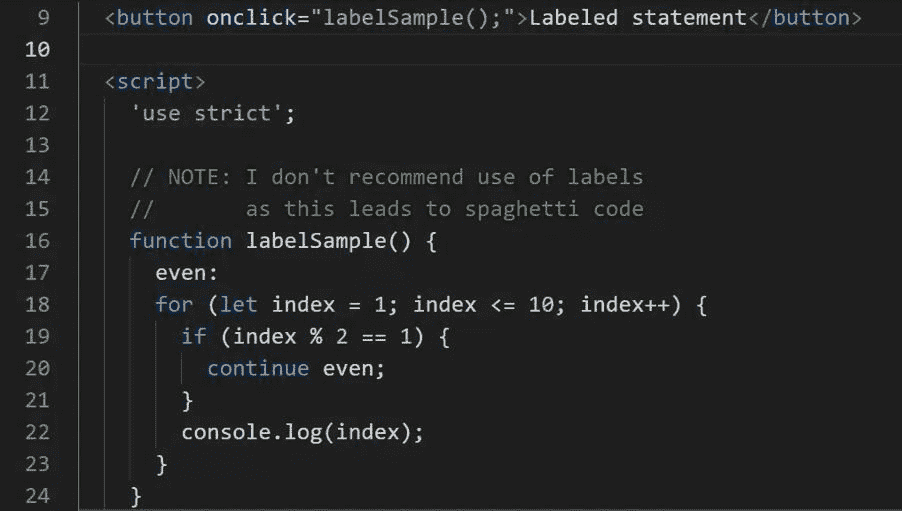 9 <button onclick="labelSample();">Labeled statement</button>
10
11 <script>
12 'use strict';
13
14 // NOTE: I don't recommend use of labels
15 //       as this leads to spaghetti code
16 function labelSample() {
17   even:
18   for (let index = 1; index <= 10; index++) {
19     if (index % 2 == 1) {
20       continue even;
21     }
22     console.log(index);
23   }
24 }